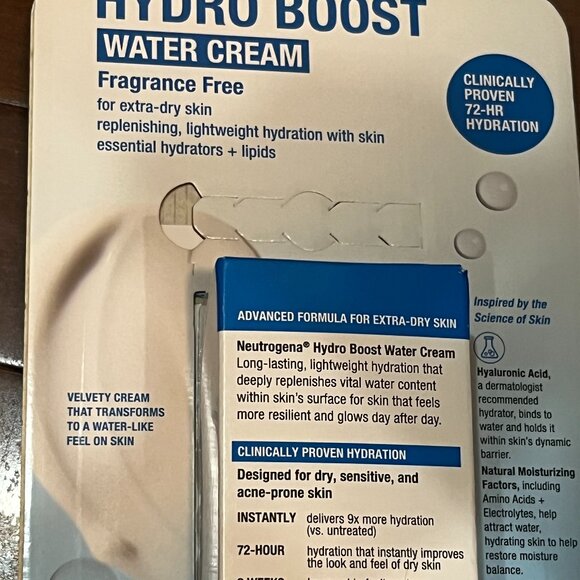 HYDRO BOOST
WATER CREAM
Fragrance Free
for extra-dry skin
replenishing, lightweight hydration with skin
essential hydrators + lipids
CLINICALLY
PROVEN
72-HR
HYDRATION
VELVETY CREAM
THAT TRANSFORMS
TO A WATER-LIKE
FEEL ON SKIN
ADVANCED FORMULA FOR EXTRA-DRY SKIN
Neutrogena® Hydro Boost Water Cream
Long-lasting, lightweight hydration that
deeply replenishes vital water content
within skin's surface for skin that feels
more resilient and glows day after day.
CLINICALLY PROVEN HYDRATION
Designed for dry, sensitive, and
acne-prone skin
INSTANTLY delivers 9x more hydration
(vs. untreated)
72-HOUR hydration that instantly improves
the look and feel of dry skin
Inspired by the
Science of Skin
Hyaluronic Acid,
a dermatologist
recommended
hydrator, binds to
water and holds it
within skin's dynamic
barrier.
Natural Moisturizing
Factors, including
Amino Acids +
Electrolytes, help
attract water,
hydrating skin to help
restore moisture
balance.